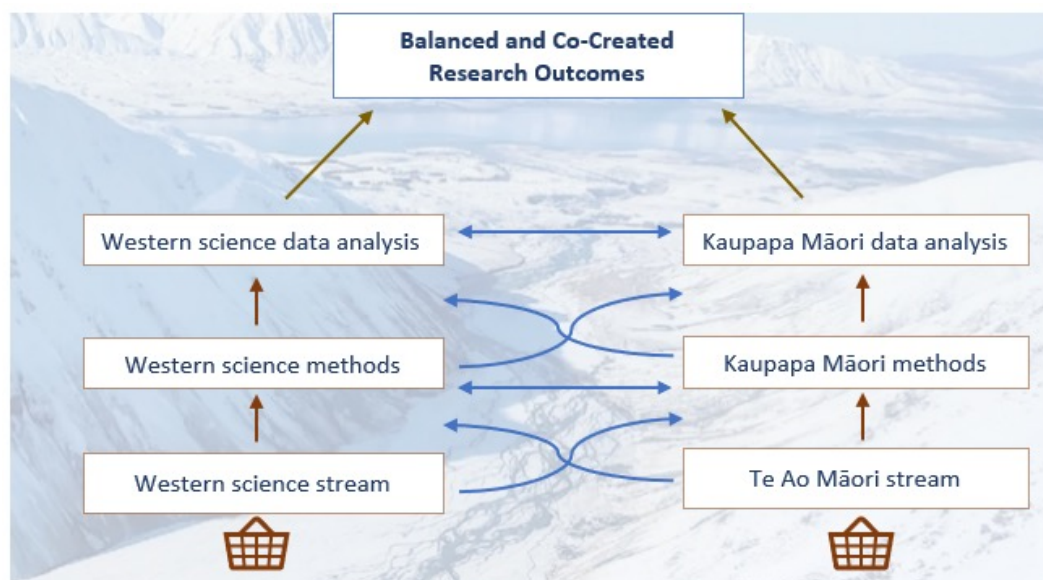 Balanced and Co-Created
Research Outcomes
Western science data analysis
Kaupapa Māori data analysis
Western science methods
Kaupapa Māori methods
Western science stream
Te Ao Māori stream